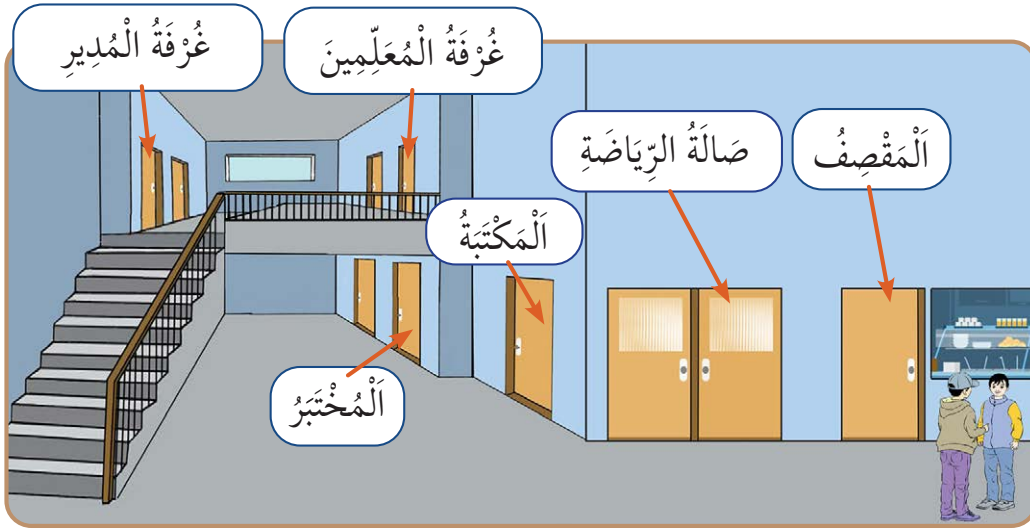 غُرْفَةُ الْمُعَلِّمِينَ
غُرْفَةُ الْمُدِيرِ
اَلْمَقْصِفُ
صَالَةُ الرِّيَاضَةِ
اَلْمَكْتَبَةُ
اَلْمُخْتَبَرُ